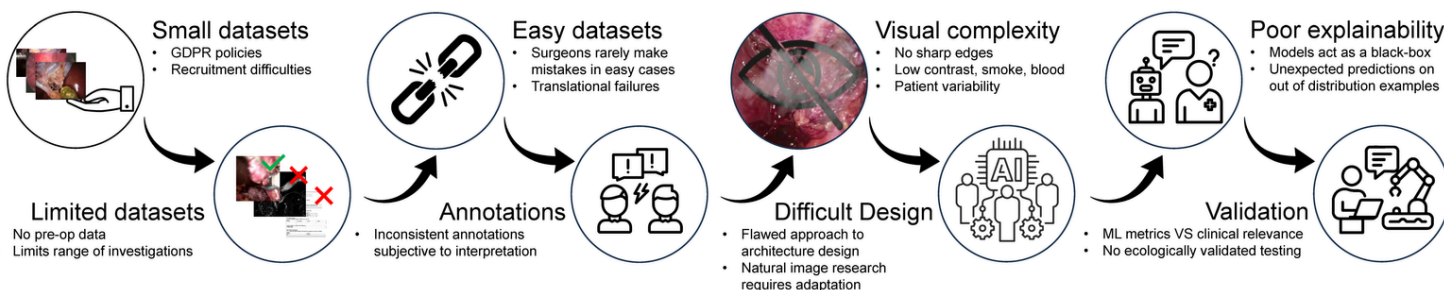 Small datasets
• GDPR policies
• Recruitment difficulties
Limited datasets
No pre-op data
Limits range of investigations
Easy datasets
• Surgeons rarely make
mistakes in easy cases
• Translational failures
Annotations
• Inconsistent annotations
subjective to interpretation
Visual complexity
• No sharp edges
• Low contrast, smoke, blood
• Patient variability
Difficult Design
• Flawed approach to
architecture design
• Natural image research
requires adaptation
AI
Poor explainability
• Models act as a black-box
• Unexpected predictions on
out of distribution examples
?
Validation
• ML metrics VS clinical relevance
• No ecologically validated testing
! !